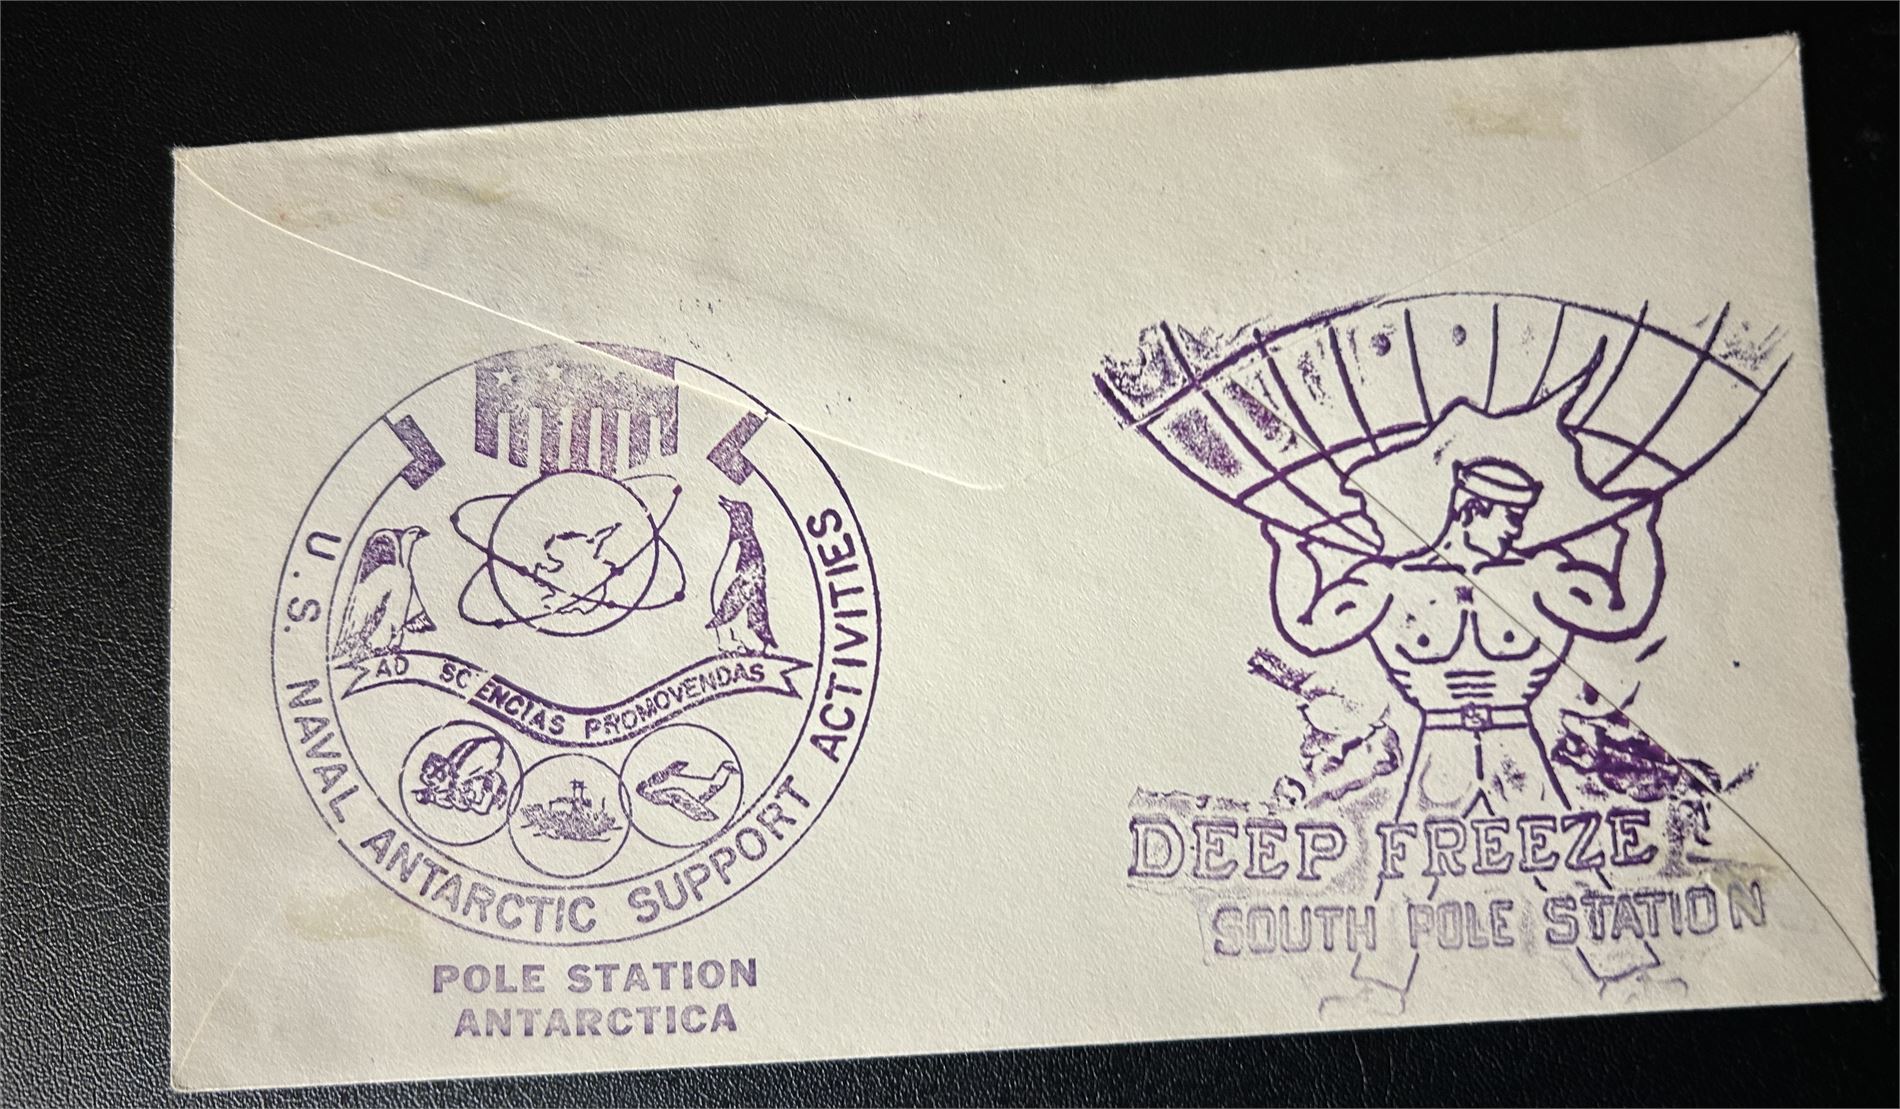 U.S. NAVAL ANTARCTIC SUPPORT ACTIVITIES
AD SCIENCIAS PROMOVENDAS
POLE STATION
ANTARCTICA
DEEP FREEZE
SOUTH POLE STATION